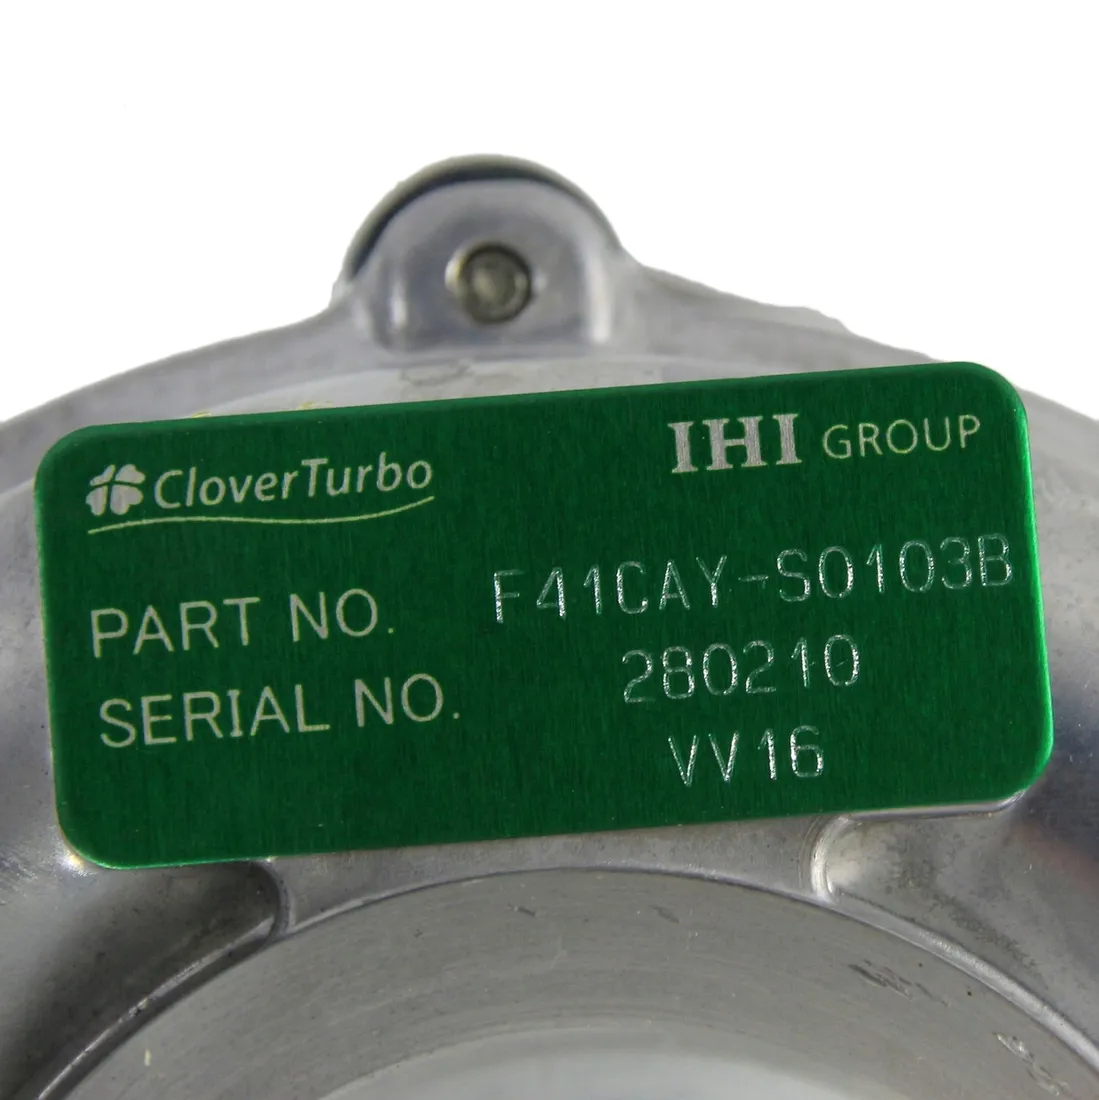 CloverTurbo IHI GROUP
PART NO. F41CAY-S0103B
SERIAL NO. 280210
VV16